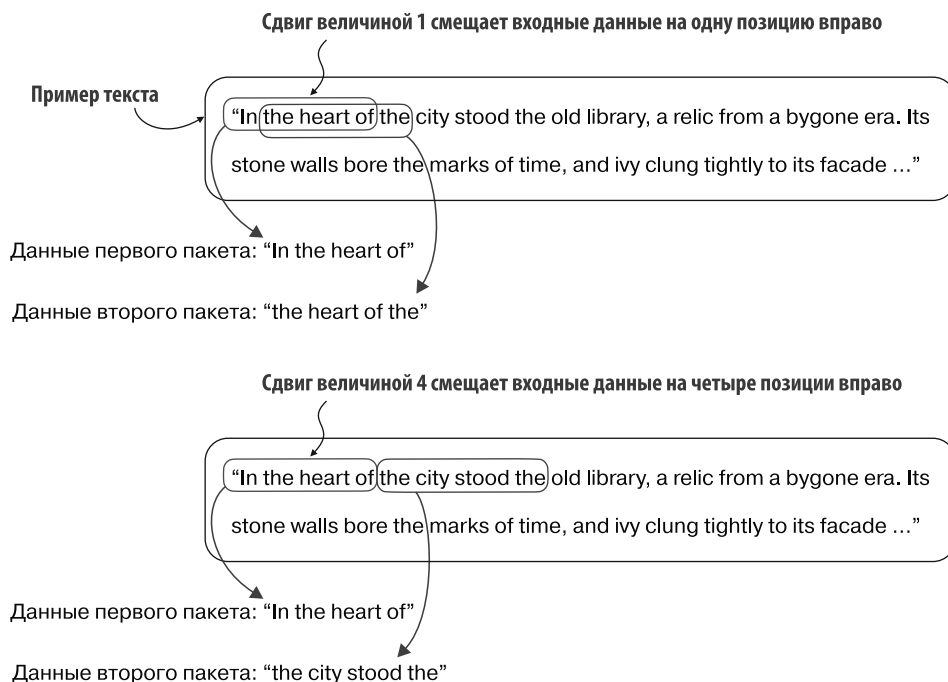 Сдвиг величиной 1 смещает входные данные на одну позицию вправо
Пример текста
“In the heart of the city stood the old library, a relic from a bygone era. Its
stone walls bore the marks of time, and ivy clung tightly to its facade ...”
Данные первого пакета: “In the heart of”
Данные второго пакета: “the heart of the”
Сдвиг величиной 4 смещает входные данные на четыре позиции вправо
“In the heart of the city stood the old library, a relic from a bygone era. Its
stone walls bore the marks of time, and ivy clung tightly to its facade ...”
Данные первого пакета: “In the heart of”
Данные второго пакета: “the city stood the”